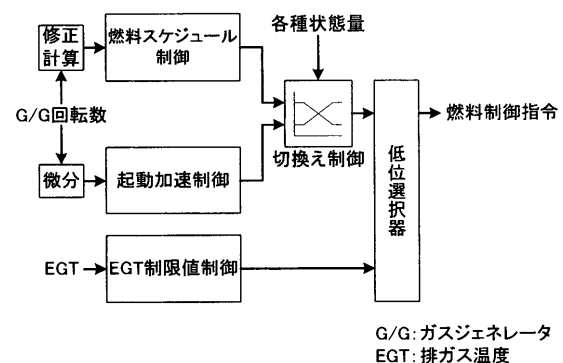 修正
計算
燃料スケジュール
制御
各種状態量
G/G回転数
切換え制御
燃料制御指令
微分
起動加速制御
低位選択器
EGT
EGT制限値制御
G/G:ガスジェネレータ
EGT:排ガス温度